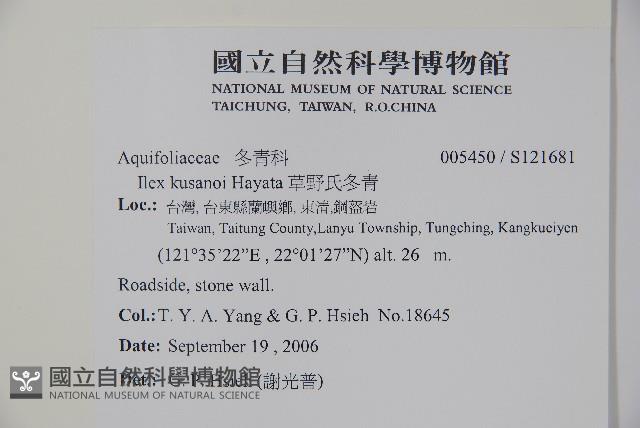 國立自然科學博物館
NATIONAL MUSEUM OF NATURAL SCIENCE
TAICHUNG, TAIWAN, R.O.CHINA
Aquifoliaceae 冬青科 005450 / S121681
Ilex kusanoi Hayata 草野氏冬青
Loc.: 台灣, 台東縣蘭嶼鄉, 東清,鋼盔岩
Taiwan, Taitung County,Lanyu Township, Tungching, Kangkueiyen
(121°35'22"E , 22°01'27"N) alt. 26 m.
Roadside, stone wall.
Col.: T. Y. A. Yang & G. P. Hsieh No.18645
Date: September 19 , 2006
Det.: G. P. Hsieh (謝光普)
國立自然科學博物館
NATIONAL MUSEUM OF NATURAL SCIENCE